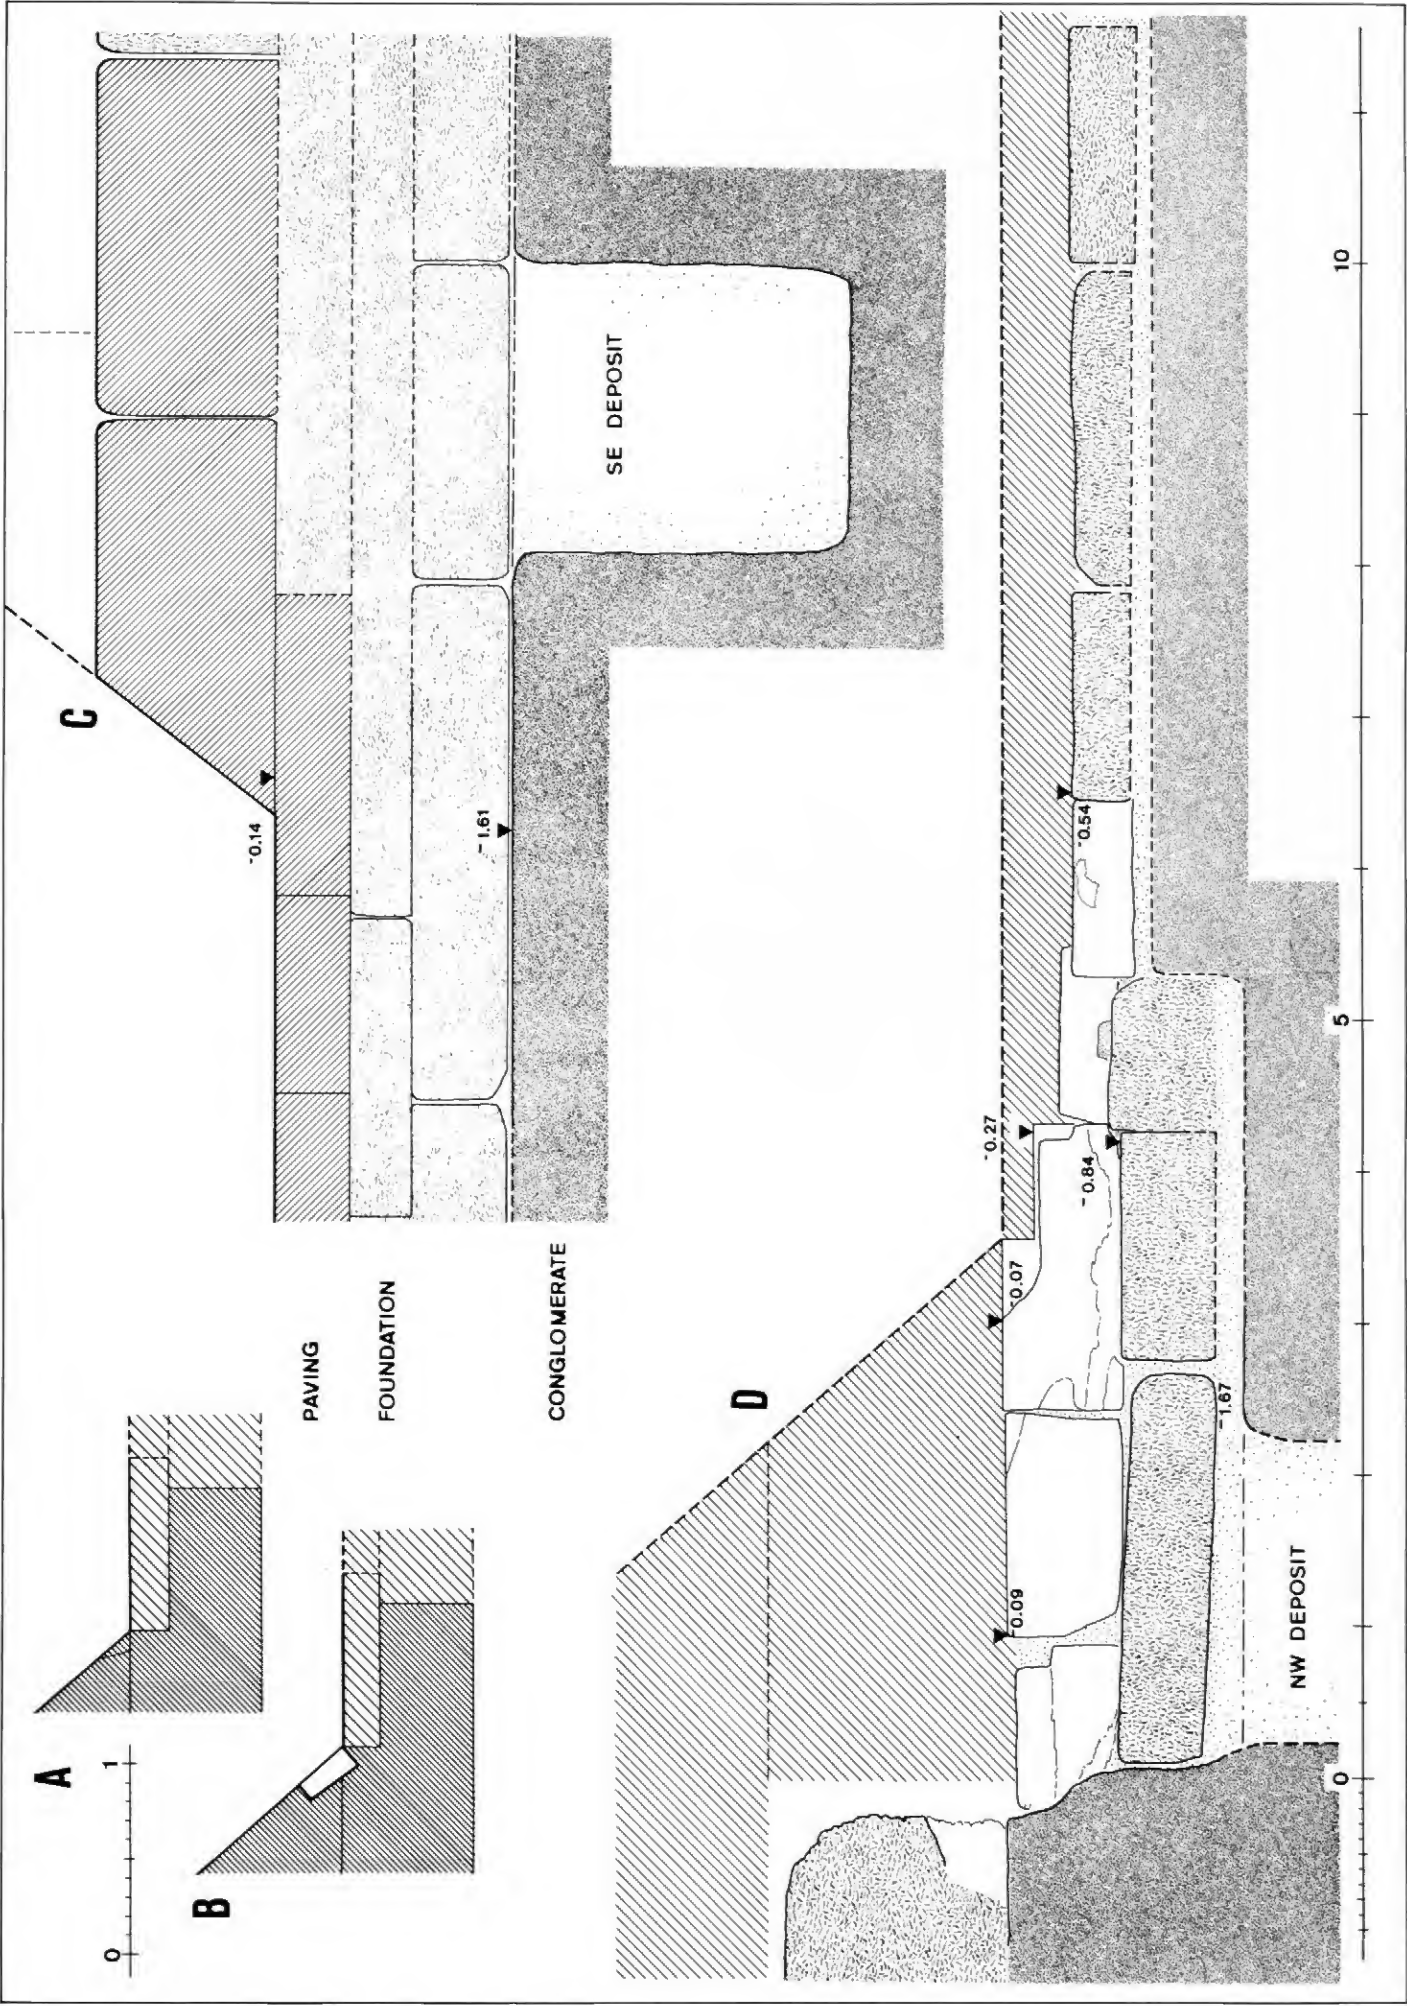 A
0 1
B
C
-0.14
-1.61
PAVING
FOUNDATION
CONGLOMERATE
SE DEPOSIT
D
-0.09
-0.07
-0.27
-0.84
-0.54
-1.67
NW DEPOSIT
0 5 10